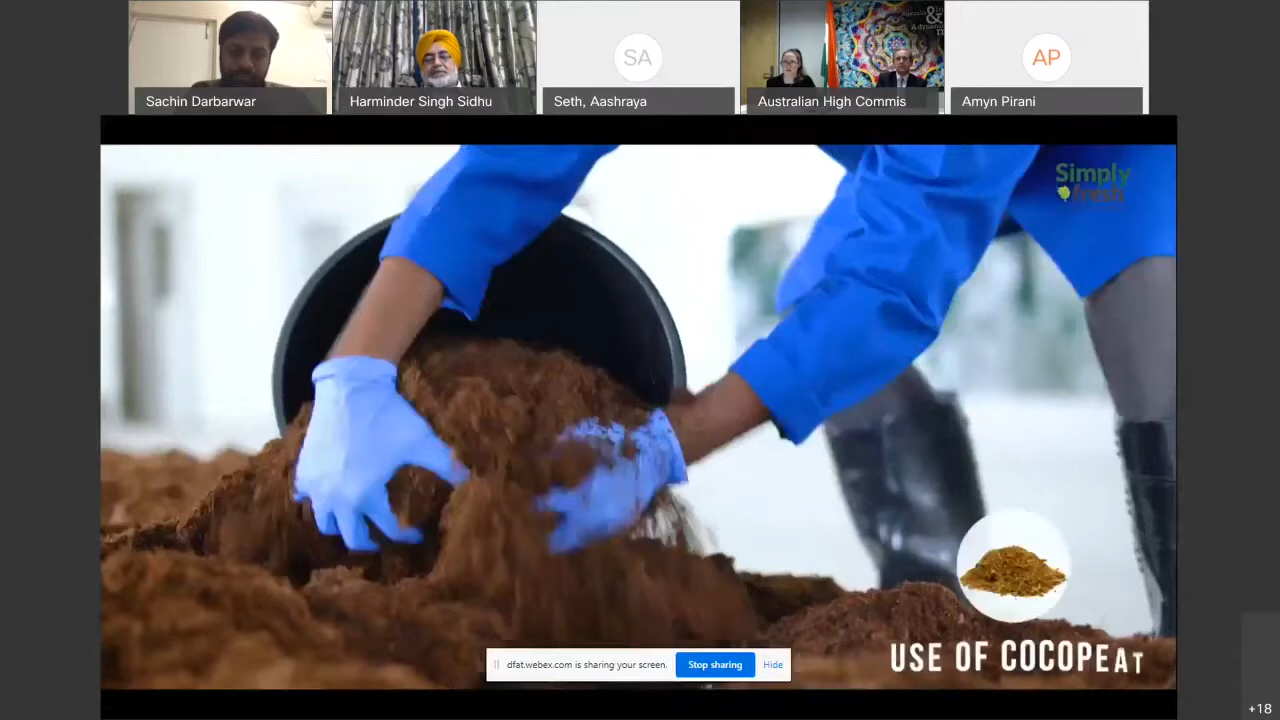 &
SA
AP
Sachin Darbarwar
Harminder Singh Sidhu
Seth, Aashraya
Australian High Commis
Amyn Pirani
Simply
fresh
dfat.webex.com is sharing your screen.
Stop sharing
Hide
USE OF COCOPEAT
+18